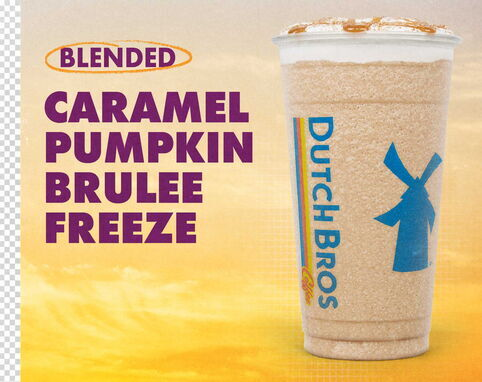 BLENDED
CARAMEL
PUMPKIN
BRULEE
FREEZE
DUTCH BROS
Coffee